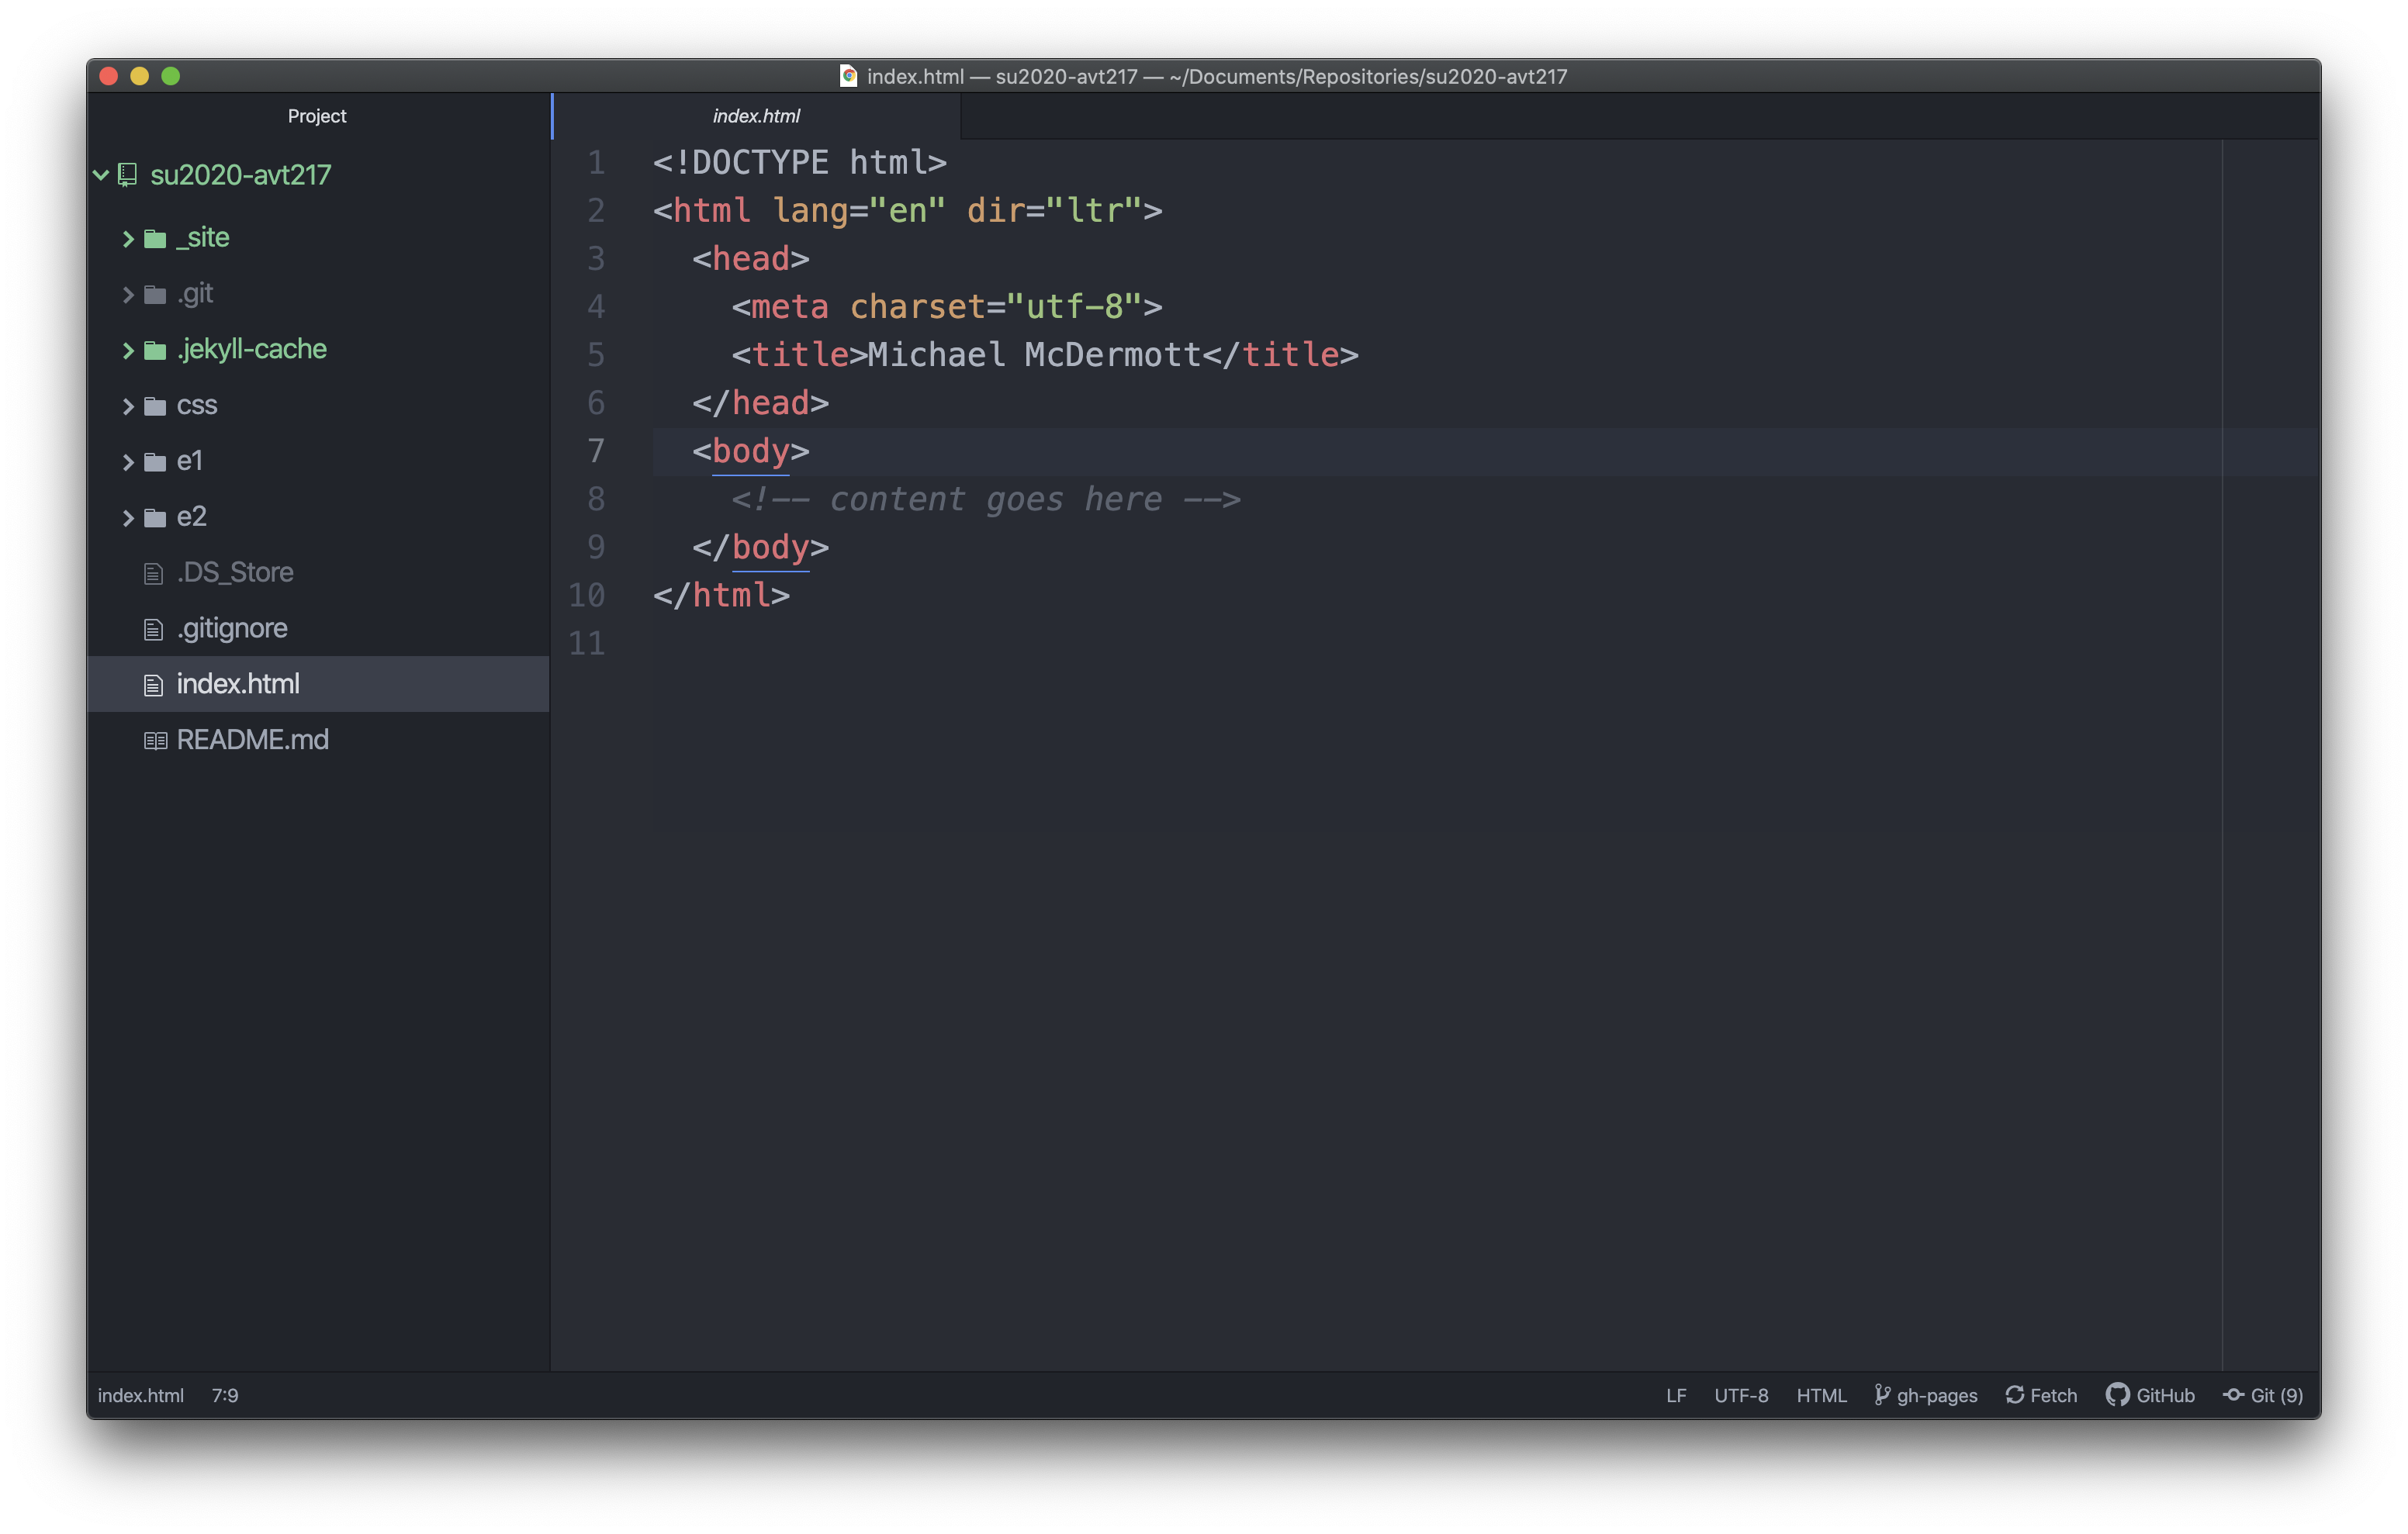 index.html — su2020-avt217 — ~/Documents/Repositories/su2020-avt217
Project
su2020-avt217
_site
.git
.jekyll-cache
css
e1
e2
.DS_Store
.gitignore
index.html
README.md
index.html
1 <!DOCTYPE html>
2 <html lang="en" dir="ltr">
3 <head>
4 <meta charset="utf-8">
5 <title>Michael McDermott</title>
6 </head>
7 <body>
8 <!-- content goes here -->
9 </body>
10 </html>
11
index.html 7:9 LF UTF-8 HTML gh-pages Fetch GitHub Git (9)